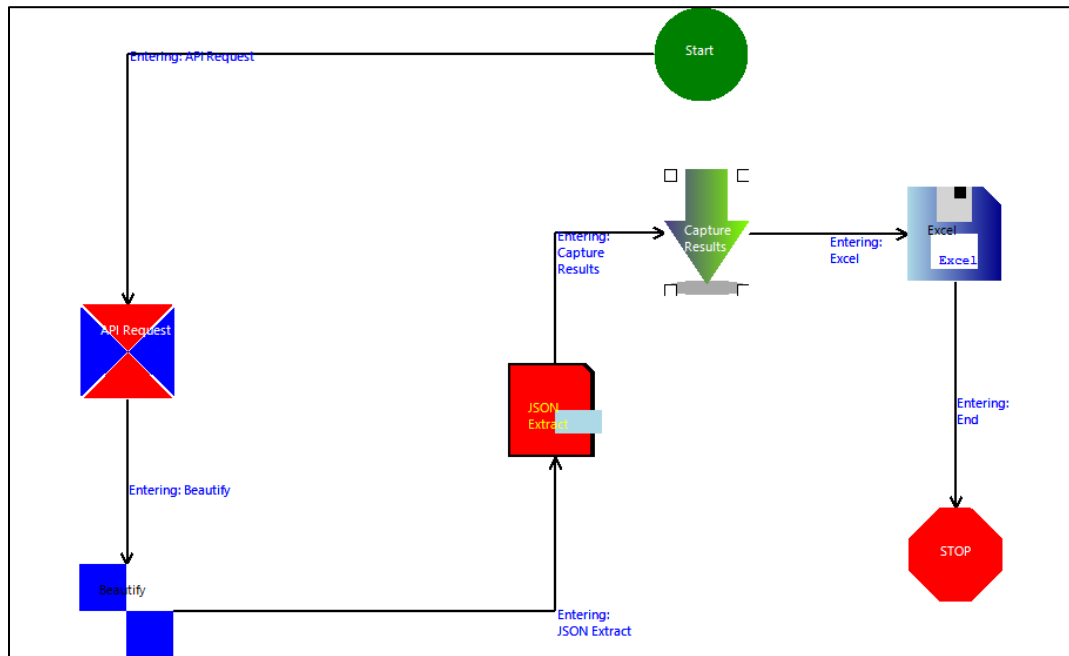 Start
Entering: API Request
Capture
Results
Entering:
Capture
Results
Entering:
Excel
Excel
Excel
API Request
JSON
Extract
Entering:
End
Entering: Beautify
STOP
Beautify
Entering:
JSON Extract